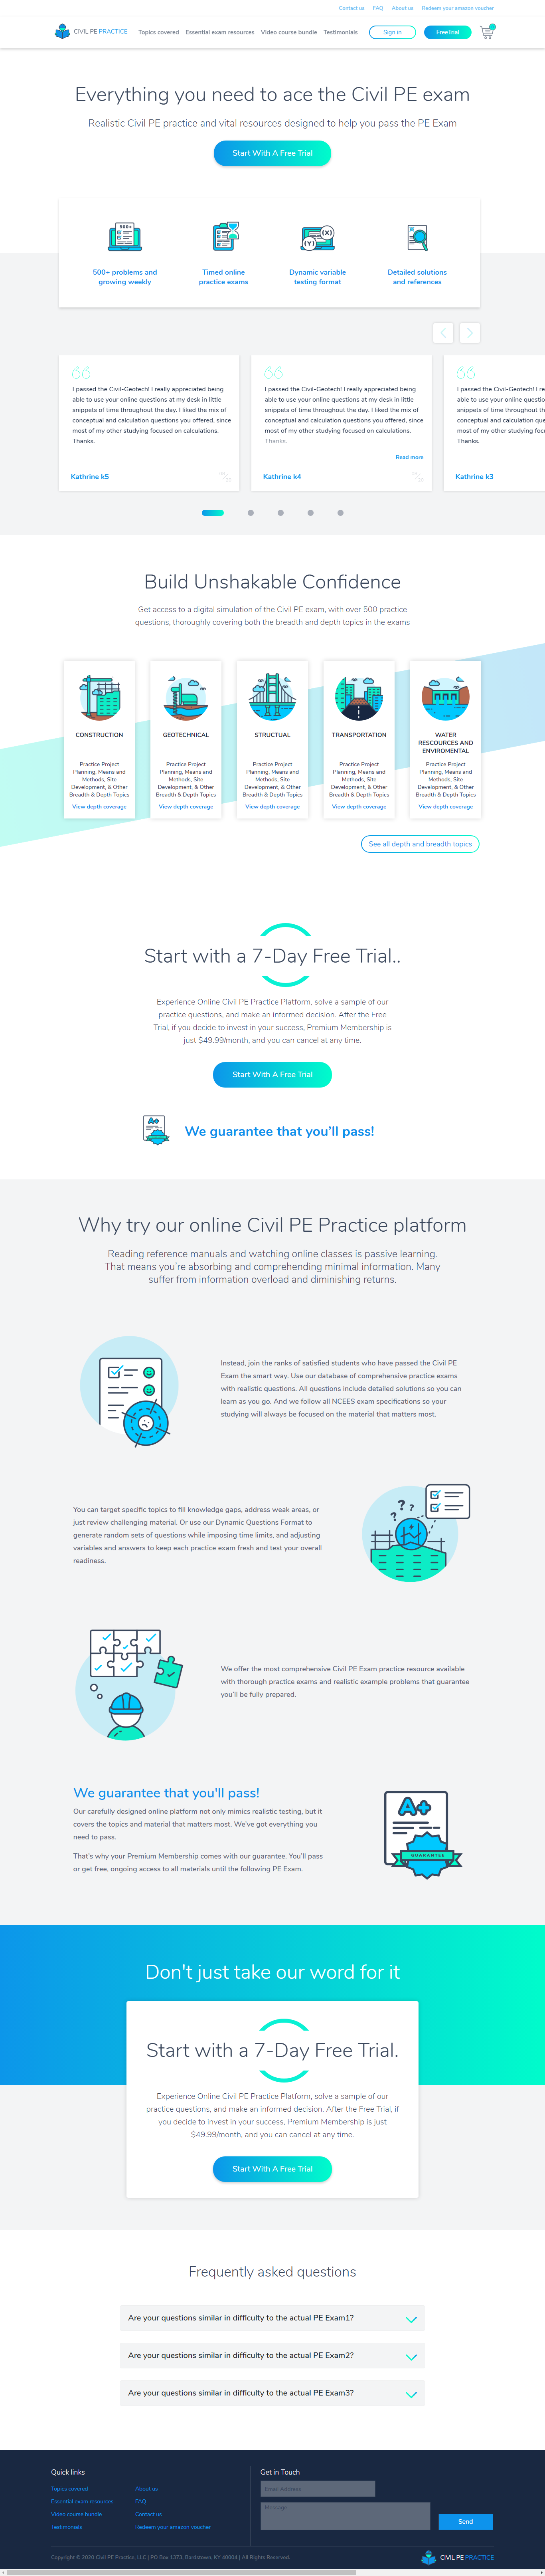 Contact us FAQ About us Redeem your amazon voucher
CIVIL PE PRACTICE Topics covered Essential exam resources Video course bundle Testimonials Sign in FreeTrial
Everything you need to ace the Civil PE exam
Realistic Civil PE practice and vital resources designed to help you pass the PE Exam
Start With A Free Trial
500+
(X)
(Y)
500+ problems and
growing weekly
Timed online
practice exams
Dynamic variable
testing format
Detailed solutions
and references
I passed the Civil-Geotech! I really appreciated being
able to use your online questions at my desk in little
snippets of time throughout the day. I liked the mix of
conceptual and calculation questions you offered, since
most of my other studying focused on calculations.
Thanks.
Kathrine k5
I passed the Civil-Geotech! I really appreciated being
able to use your online questions at my desk in little
snippets of time throughout the day. I liked the mix of
conceptual and calculation questions you offered, since
most of my other studying focused on calculations.
Thanks.
Read more
Kathrine k4
I passed the Civil-Geotech! I re
able to use your online questio
snippets of time throughout th
conceptual and calculation que
most of my other studying focu
Thanks.
Kathrine k3
Build Unshakable Confidence
Get access to a digital simulation of the Civil PE exam, with over 500 practice
questions, thoroughly covering both the breadth and depth topics in the exams
CONSTRUCTION
Practice Project
Planning, Means and
Methods, Site
Development, & Other
Breadth & Depth Topics
View depth coverage
GEOTECHNICAL
Practice Project
Planning, Means and
Methods, Site
Development, & Other
Breadth & Depth Topics
View depth coverage
STRUCTUAL
Practice Project
Planning, Means and
Methods, Site
Development, & Other
Breadth & Depth Topics
View depth coverage
TRANSPORTATION
Practice Project
Planning, Means and
Methods, Site
Development, & Other
Breadth & Depth Topics
View depth coverage
WATER
RESCOURCES AND
ENVIROMENTAL
Practice Project
Planning, Means and
Methods, Site
Development, & Other
Breadth & Depth Topics
View depth coverage
See all depth and breadth topics
Start with a 7-Day Free Trial..
Experience Online Civil PE Practice Platform, solve a sample of our
practice questions, and make an informed decision. After the Free
Trial, if you decide to invest in your success, Premium Membership is
just $49.99/month, and you can cancel at any time.
Start With A Free Trial
A+
We guarantee that you'll pass!
Why try our online Civil PE Practice platform
Reading reference manuals and watching online classes is passive learning.
That means you're absorbing and comprehending minimal information. Many
suffer from information overload and diminishing returns.
Instead, join the ranks of satisfied students who have passed the Civil PE
Exam the smart way. Use our database of comprehensive practice exams
with realistic questions. All questions include detailed solutions so you can
learn as you go. And we follow all NCEES exam specifications so your
studying will always be focused on the material that matters most.
You can target specific topics to fill knowledge gaps, address weak areas, or
just review challenging material. Or use our Dynamic Questions Format to
generate random sets of questions while imposing time limits, and adjusting
variables and answers to keep each practice exam fresh and test your overall
readiness.
? ? ?
We offer the most comprehensive Civil PE Exam practice resource available
with thorough practice exams and realistic example problems that guarantee
you'll be fully prepared.
We guarantee that you'll pass!
Our carefully designed online platform not only mimics realistic testing, but it
covers the topics and material that matters most. We've got everything you
need to pass.
That's why your Premium Membership comes with our guarantee. You'll pass
or get free, ongoing access to all materials until the following PE Exam.
A+
GUARANTEE
Don't just take our word for it
Start with a 7-Day Free Trial.
Experience Online Civil PE Practice Platform, solve a sample of our
practice questions, and make an informed decision. After the Free Trial, if
you decide to invest in your success, Premium Membership is just
$49.99/month, and you can cancel at any time.
Start With A Free Trial
Frequently asked questions
Are your questions similar in difficulty to the actual PE Exam1?
Are your questions similar in difficulty to the actual PE Exam2?
Are your questions similar in difficulty to the actual PE Exam3?
Quick links
Topics covered
Essential exam resources
Video course bundle
Testimonials
About us
FAQ
Contact us
Redeem your amazon voucher
Get in Touch
Email Address
Message
Send
Copyright © 2020 Civil PE Practice, LLC | PO Box 1373, Bardstown, KY 40004 | All Rights Reserved.
CIVIL PE PRACTICE